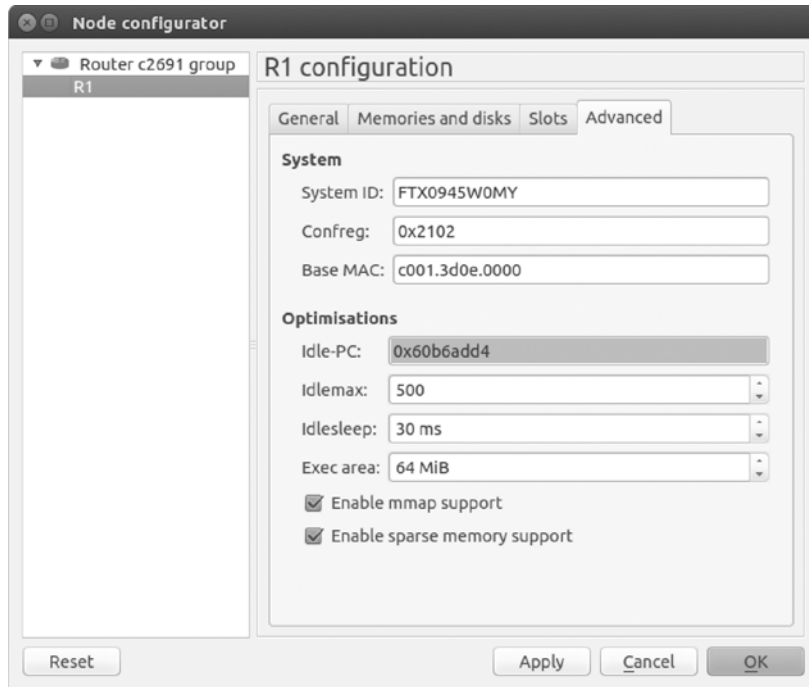 Node configurator
Router c2691 group
R1
R1 configuration
General Memories and disks Slots Advanced
System
System ID: FTX0945W0MY
Confreg: 0x2102
Base MAC: c001.3d0e.0000
Optimisations
Idle-PC: 0x60b6add4
Idlemax: 500
Idlesleep: 30 ms
Exec area: 64 MiB
Enable mmap support
Enable sparse memory support
Reset Apply Cancel OK